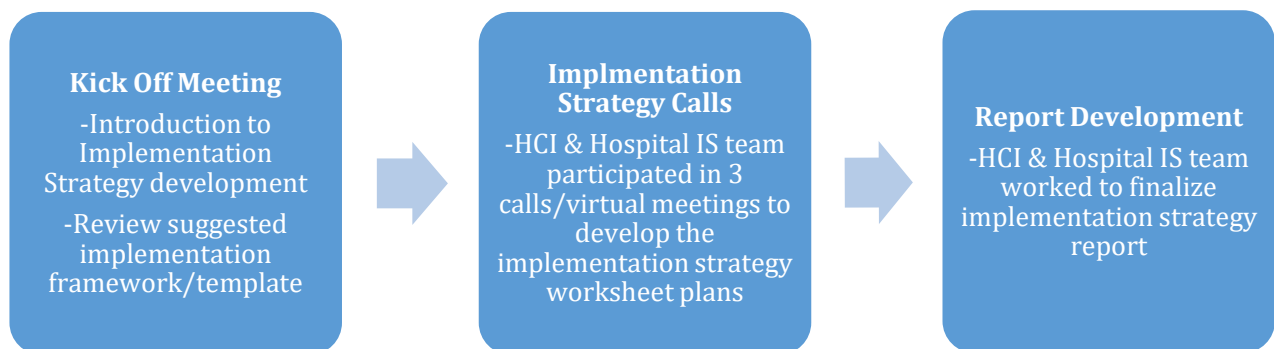 Kick Off Meeting
-Introduction to
Implementation
Strategy development
-Review suggested
implementation
framework/template
Implmentation
Strategy Calls
-HCI & Hospital IS team
participated in 3
calls/virtual meetings to
develop the
implementation strategy
worksheet plans
Report Development
-HCI & Hospital IS team
worked to finalize
implementation strategy
report